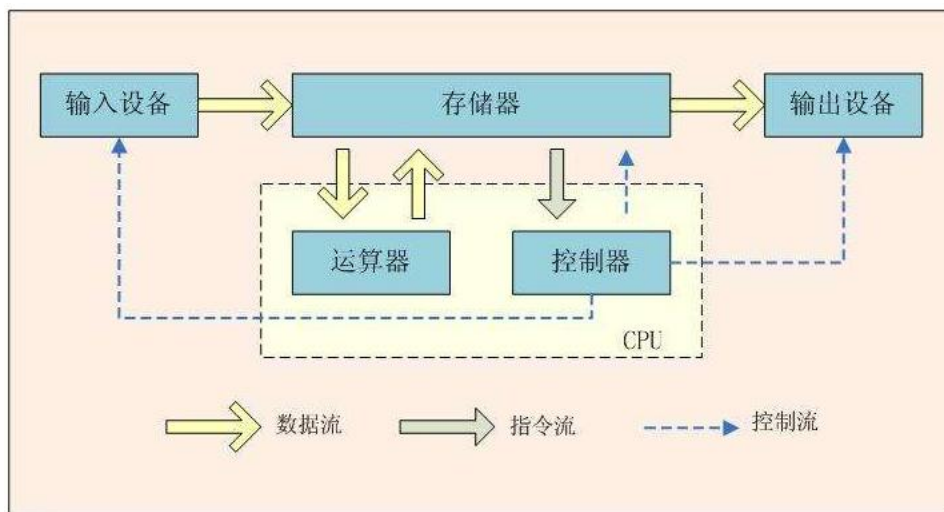 输入设备
存储器
输出设备
运算器
控制器
CPU
数据流
指令流
控制流